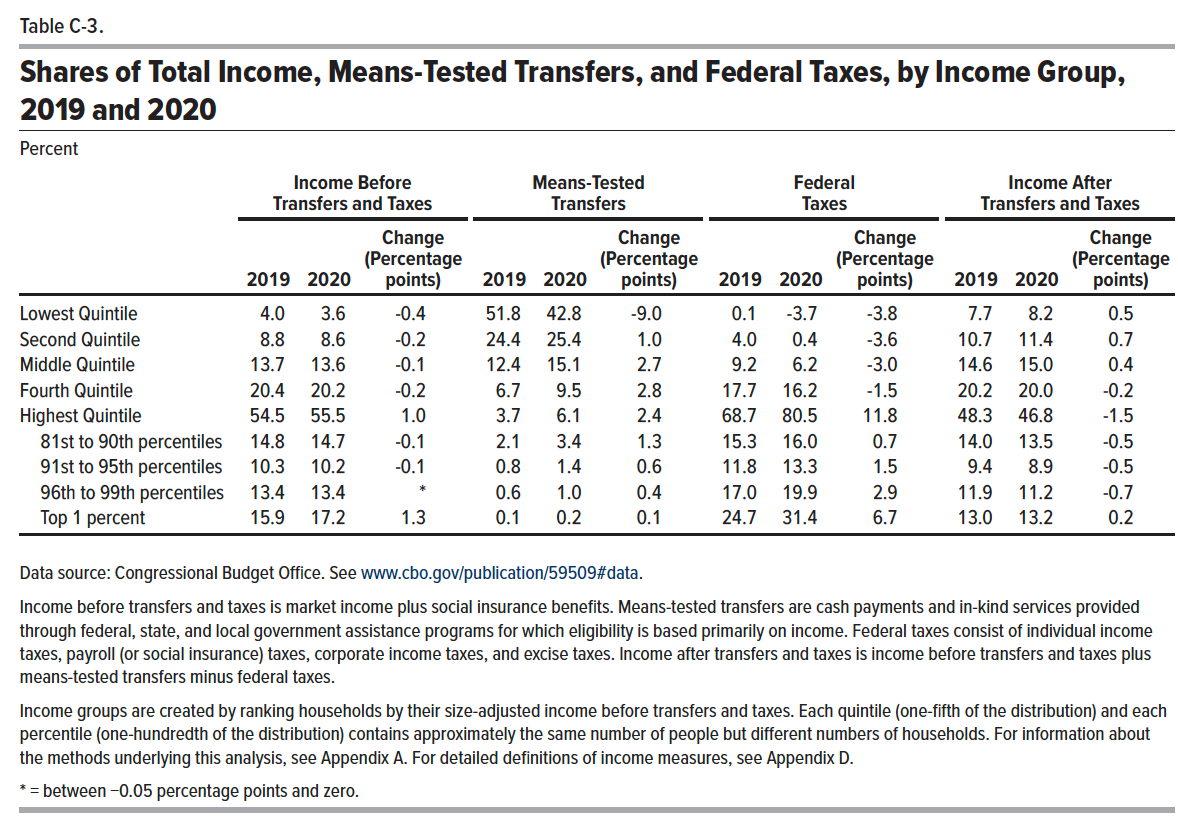 Table C-3.
Shares of Total Income, Means-Tested Transfers, and Federal Taxes, by Income Group,
2019 and 2020
Percent
Income Before Transfers and Taxes Means-Tested Transfers Federal Taxes Income After Transfers and Taxes
2019 2020 Change (Percentage points) 2019 2020 Change (Percentage points) 2019 2020 Change (Percentage points) 2019 2020 Change (Percentage points)
Lowest Quintile 4.0 3.6 -0.4 51.8 42.8 -9.0 0.1 -3.7 -3.8 7.7 8.2 0.5
Second Quintile 8.8 8.6 -0.2 24.4 25.4 1.0 4.0 0.4 -3.6 10.7 11.4 0.7
Middle Quintile 13.7 13.6 -0.1 12.4 15.1 2.7 9.2 6.2 -3.0 14.6 15.0 0.4
Fourth Quintile 20.4 20.2 -0.2 6.7 9.5 2.8 17.7 16.2 -1.5 20.2 20.0 -0.2
Highest Quintile 54.5 55.5 1.0 3.7 6.1 2.4 68.7 80.5 11.8 48.3 46.8 -1.5
81st to 90th percentiles 14.8 14.7 -0.1 2.1 3.4 1.3 15.3 16.0 0.7 14.0 13.5 -0.5
91st to 95th percentiles 10.3 10.2 -0.1 0.8 1.4 0.6 11.8 13.3 1.5 9.4 8.9 -0.5
96th to 99th percentiles 13.4 13.4 * 0.6 1.0 0.4 17.0 19.9 2.9 11.9 11.2 -0.7
Top 1 percent 15.9 17.2 1.3 0.1 0.2 0.1 24.7 31.4 6.7 13.0 13.2 0.2
Data source: Congressional Budget Office. See www.cbo.gov/publication/59509#data.
Income before transfers and taxes is market income plus social insurance benefits. Means-tested transfers are cash payments and in-kind services provided
through federal, state, and local government assistance programs for which eligibility is based primarily on income. Federal taxes consist of individual income
taxes, payroll (or social insurance) taxes, corporate income taxes, and excise taxes. Income after transfers and taxes is income before transfers and taxes plus
means-tested transfers minus federal taxes.
Income groups are created by ranking households by their size-adjusted income before transfers and taxes. Each quintile (one-fifth of the distribution) and each
percentile (one-hundredth of the distribution) contains approximately the same number of people but different numbers of households. For information about
the methods underlying this analysis, see Appendix A. For detailed definitions of income measures, see Appendix D.
* = between −0.05 percentage points and zero.